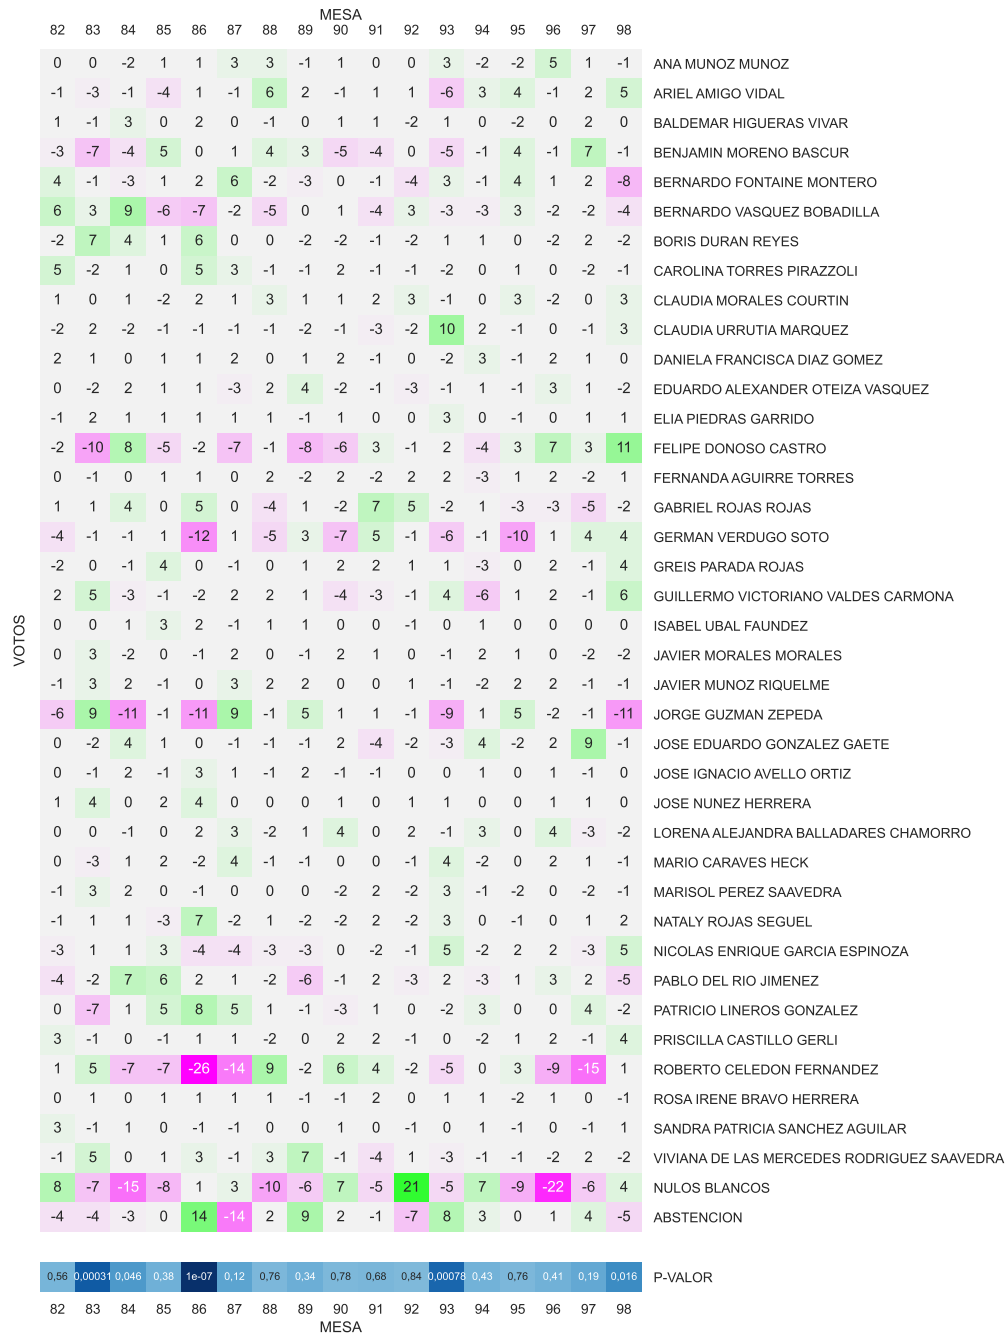 MESA
82 83 84 85 86 87 88 89 90 91 92 93 94 95 96 97 98
0 0 -2 1 1 3 3 -1 1 0 0 3 -2 -2 5 1 -1 ANA MUNOZ MUNOZ
-1 -3 -1 -4 1 -1 6 2 -1 1 1 -6 3 4 -1 2 5 ARIEL AMIGO VIDAL
1 -1 3 0 2 0 -1 0 1 1 -2 1 0 -2 0 2 0 BALDEMAR HIGUERAS VIVAR
-3 -7 -4 5 0 1 4 3 -5 -4 0 -5 -1 4 -1 7 -1 BENJAMIN MORENO BASCUR
4 -1 -3 1 2 6 -2 -3 0 -1 -4 3 -1 4 1 2 -8 BERNARDO FONTAINE MONTERO
6 3 9 -6 -7 -2 -5 0 1 -4 3 -3 -3 3 -2 -2 -4 BERNARDO VASQUEZ BOBADILLA
-2 7 4 1 6 0 0 -2 -2 -1 -2 1 1 0 -2 2 -2 BORIS DURAN REYES
5 -2 1 0 5 3 -1 -1 2 -1 -1 -2 0 1 0 -2 -1 CAROLINA TORRES PIRAZZOLI
1 0 1 -2 2 1 3 1 1 2 3 -1 0 3 -2 0 3 CLAUDIA MORALES COURTIN
-2 2 -2 -1 -1 -1 -1 -2 -1 -3 -2 10 2 -1 0 -1 3 CLAUDIA URRUTIA MARQUEZ
2 1 0 1 1 2 0 1 2 -1 0 -2 3 -1 2 1 0 DANIELA FRANCISCA DIAZ GOMEZ
0 -2 2 1 1 -3 2 4 -2 -1 -3 -1 1 -1 3 1 -2 EDUARDO ALEXANDER OTEIZA VASQUEZ
-1 2 1 1 1 1 1 -1 1 0 0 3 0 -1 0 1 1 ELIA PIEDRAS GARRIDO
-2 -10 8 -5 -2 -7 -1 -8 -6 3 -1 2 -4 3 7 3 11 FELIPE DONOSO CASTRO
0 -1 0 1 1 0 2 -2 2 -2 2 2 -3 1 2 -2 1 FERNANDA AGUIRRE TORRES
1 1 4 0 5 0 -4 1 -2 7 5 -2 1 -3 -3 -5 -2 GABRIEL ROJAS ROJAS
-4 -1 -1 1 -12 1 -5 3 -7 5 -1 -6 -1 -10 1 4 4 GERMAN VERDUGO SOTO
-2 0 -1 4 0 -1 0 1 2 2 1 1 -3 0 2 -1 4 GREIS PARADA ROJAS
2 5 -3 -1 -2 2 2 1 -4 -3 -1 4 -6 1 2 -1 6 GUILLERMO VICTORIANO VALDES CARMONA
0 0 1 3 2 -1 1 1 0 0 -1 0 1 0 0 0 0 ISABEL UBAL FAUNDEZ
VOTOS
0 3 -2 0 -1 2 0 -1 2 1 0 -1 2 1 0 -2 -2 JAVIER MORALES MORALES
-1 3 2 -1 0 3 2 2 0 0 1 -1 -2 2 2 -1 -1 JAVIER MUNOZ RIQUELME
-6 9 -11 -1 -11 9 -1 5 1 1 -1 -9 1 5 -2 -1 -11 JORGE GUZMAN ZEPEDA
0 -2 4 1 0 -1 -1 -1 2 -4 -2 -3 4 -2 2 9 -1 JOSE EDUARDO GONZALEZ GAETE
0 -1 2 -1 3 1 -1 2 -1 -1 0 0 1 0 1 -1 0 JOSE IGNACIO AVELLO ORTIZ
1 4 0 2 4 0 0 0 1 0 1 1 0 0 1 1 0 JOSE NUNEZ HERRERA
0 0 -1 0 2 3 -2 1 4 0 2 -1 3 0 4 -3 -2 LORENA ALEJANDRA BALLADARES CHAMORRO
0 -3 1 2 -2 4 -1 -1 0 0 -1 4 -2 0 2 1 -1 MARIO CARAVES HECK
-1 3 2 0 -1 0 0 0 -2 2 -2 3 -1 -2 0 -2 -1 MARISOL PEREZ SAAVEDRA
-1 1 1 -3 7 -2 1 -2 -2 2 -2 3 0 -1 0 1 2 NATALY ROJAS SEGUEL
-3 1 1 3 -4 -4 -3 -3 0 -2 -1 5 -2 2 2 -3 5 NICOLAS ENRIQUE GARCIA ESPINOZA
-4 -2 7 6 2 1 -2 -6 -1 2 -3 2 -3 1 3 2 -5 PABLO DEL RIO JIMENEZ
0 -7 1 5 8 5 1 -1 -3 1 0 -2 3 0 0 4 -2 PATRICIO LINEROS GONZALEZ
3 -1 0 -1 1 1 -2 0 2 2 -1 0 -2 1 2 -1 4 PRISCILLA CASTILLO GERLI
1 5 -7 -7 -26 -14 9 -2 6 4 -2 -5 0 3 -9 -15 1 ROBERTO CELEDON FERNANDEZ
0 1 0 1 1 1 1 -1 -1 2 0 1 1 -2 1 0 -1 ROSA IRENE BRAVO HERRERA
3 -1 1 0 -1 -1 0 0 1 0 -1 0 1 -1 0 -1 1 SANDRA PATRICIA SANCHEZ AGUILAR
-1 5 0 1 3 -1 3 7 -1 -4 1 -3 -1 -1 -2 2 -2 VIVIANA DE LAS MERCEDES RODRIGUEZ SAAVEDRA
8 -7 -15 -8 1 3 -10 -6 7 -5 21 -5 7 -9 -22 -6 4 NULOS BLANCOS
-4 -4 -3 0 14 -14 2 9 2 -1 -7 8 3 0 1 4 -5 ABSTENCION
0,56 0,00031 0,046 0,38 1e-07 0,12 0,76 0,34 0,78 0,68 0,84 0,00078 0,43 0,76 0,41 0,19 0,016 P-VALOR
82 83 84 85 86 87 88 89 90 91 92 93 94 95 96 97 98
MESA